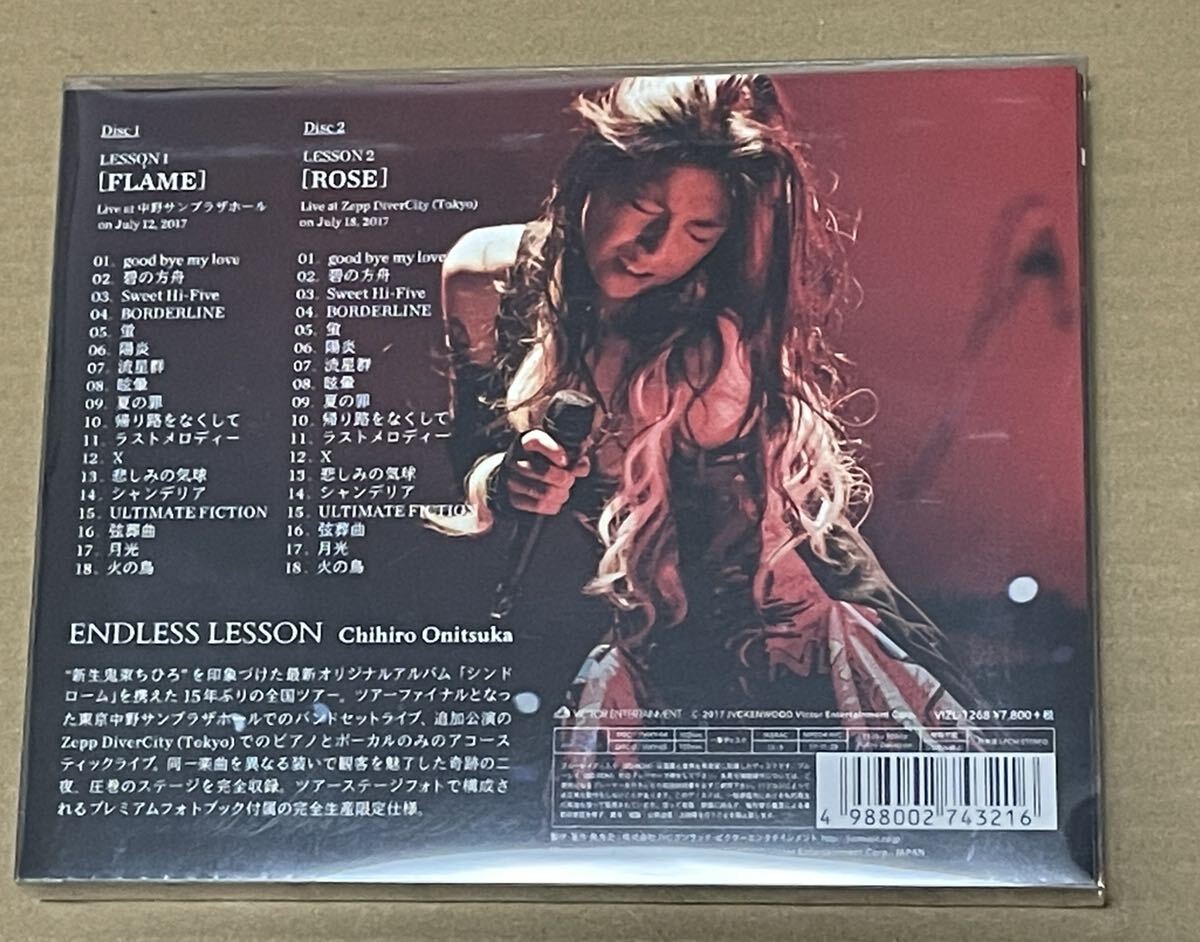 Disc 1
LESSON 1
[FLAME]
Live at 中野サンプラザホール
on July 12, 2017
01. good bye my love
02. 碧の方舟
03. Sweet Hi-Five
04. BORDERLINE
05. 蛍
06. 陽炎
07. 流星群
08. 眩暈
09. 夏の罪
10. 帰り路をなくして
11. ラストメロディー
12. X
13. 悲しみの気球
14. シャンデリア
15. ULTIMATE FICTION
16. 弦葬曲
17. 月光
18. 火の鳥
Disc 2
LESSON 2
[ROSE]
Live at Zepp DiverCity (Tokyo)
on July 18, 2017
01. good bye my love
02. 碧の方舟
03. Sweet Hi-Five
04. BORDERLINE
05. 蛍
06. 陽炎
07. 流星群
08. 眩暈
09. 夏の罪
10. 帰り路をなくして
11. ラストメロディー
12. X
13. 悲しみの気球
14. シャンデリア
15. ULTIMATE FICTION
16. 弦葬曲
17. 月光
18. 火の鳥
ENDLESS LESSON Chihiro Onitsuka
"新生鬼束ちひろ"を印象づけた最新オリジナルアルバム「シンド
ローム」を携えた15年ぶりの全国ツアー。ツアーファイナルとなっ
た東京中野サンプラザホールでのバンドセットライブ、追加公演の
Zepp DiverCity (Tokyo) でのピアノとボーカルのみのアコース
ティックライブ。同一楽曲を異なる装いで観客を魅了した奇跡の二
夜、圧巻のステージを完全収録。ツアーステージフォトで構成され
るプレミアムフォトブック付属の完全生産限定仕様。
VICTOR ENTERTAINMENT © 2017 JVCKENWOOD Victor Entertainment Corp. VIZL-1268 ¥7,800+税
4 988002 743216
Victor Entertainment Corp., JAPAN